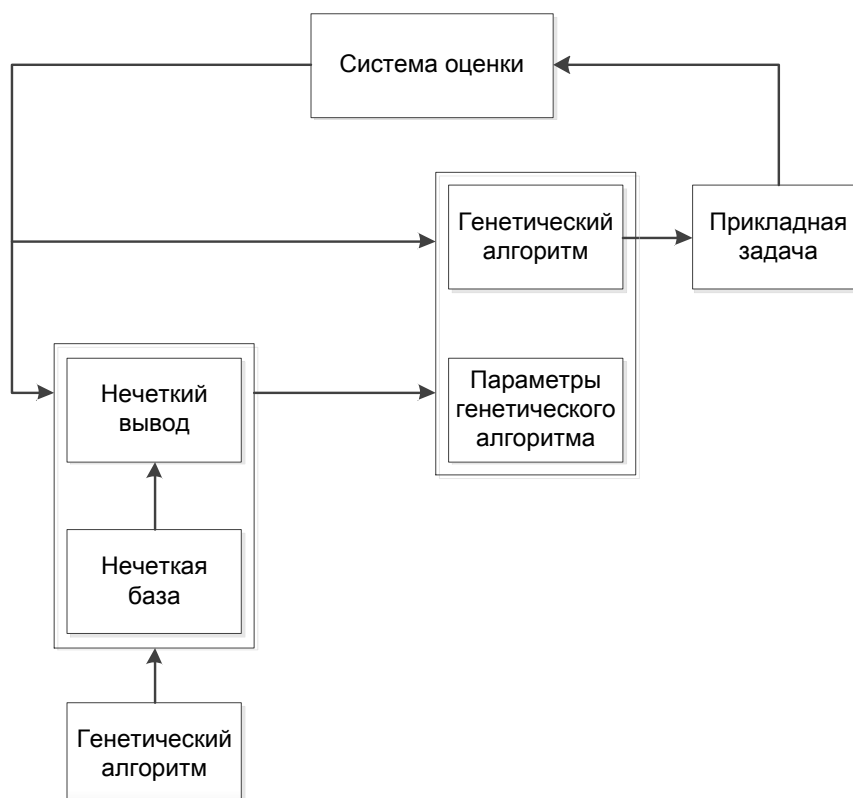 Система оценки
Генетический
алгоритм
Прикладная
задача
Нечеткий
вывод
Параметры
генетического
алгоритма
Нечеткая
база
Генетический
алгоритм